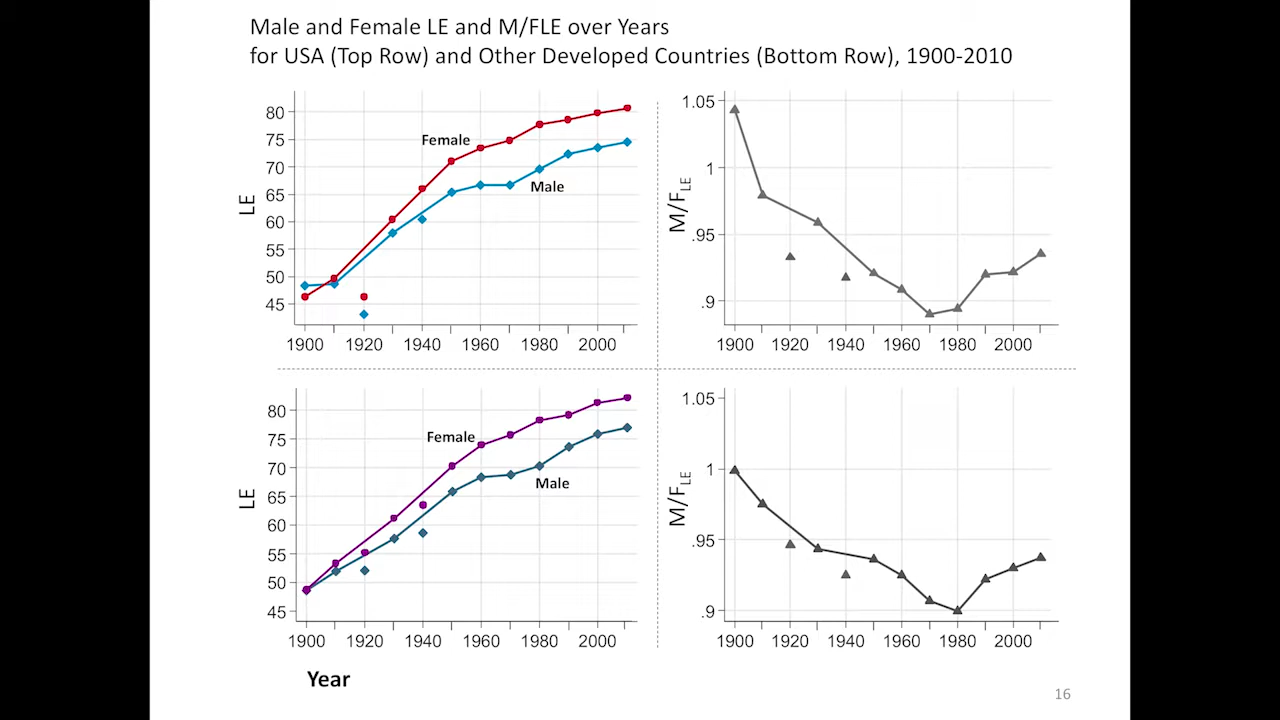 Male and Female LE and M/FLE over Years
for USA (Top Row) and Other Developed Countries (Bottom Row), 1900-2010
LE
80
75
70
65
60
55
50
45
Female
Male
1900 1920 1940 1960 1980 2000
M/FLE
1.05
1
.95
.9
1900 1920 1940 1960 1980 2000
LE
80
75
70
65
60
55
50
45
Female
Male
1900 1920 1940 1960 1980 2000
M/FLE
1.05
1
.95
.9
1900 1920 1940 1960 1980 2000
Year
16